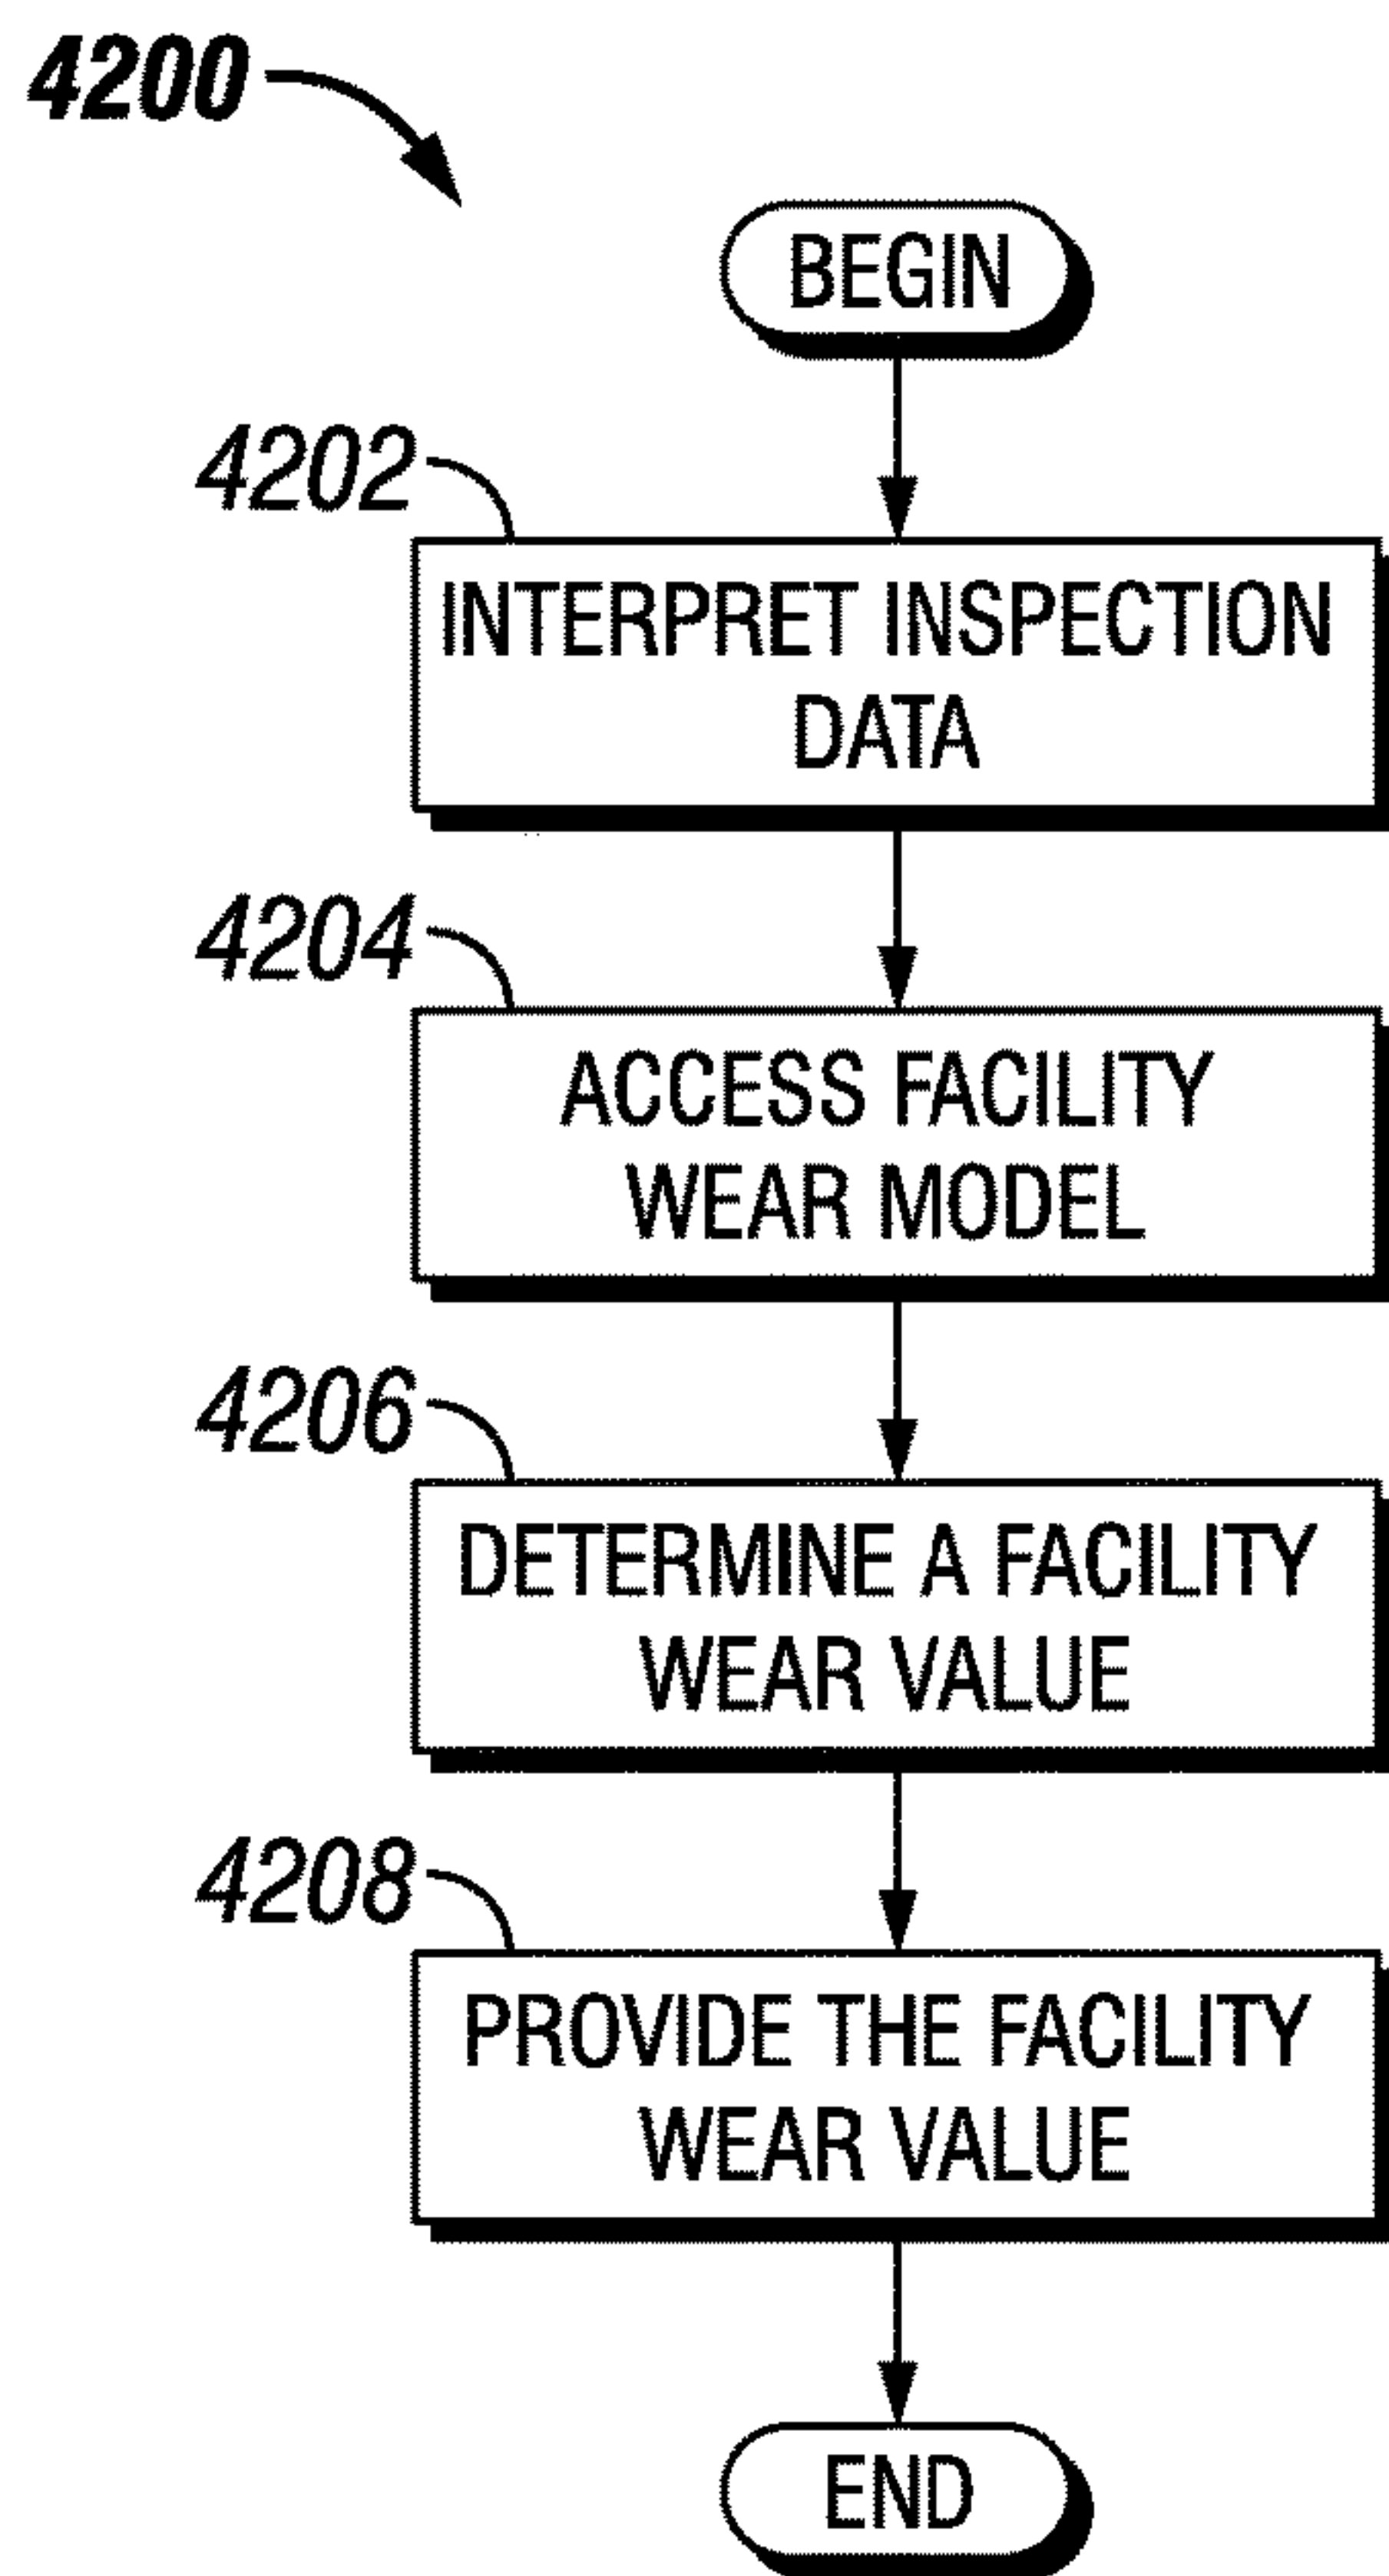 4200
BEGIN
4202
INTERPRET INSPECTION
DATA
4204
ACCESS FACILITY
WEAR MODEL
4206
DETERMINE A FACILITY
WEAR VALUE
4208
PROVIDE THE FACILITY
WEAR VALUE
END